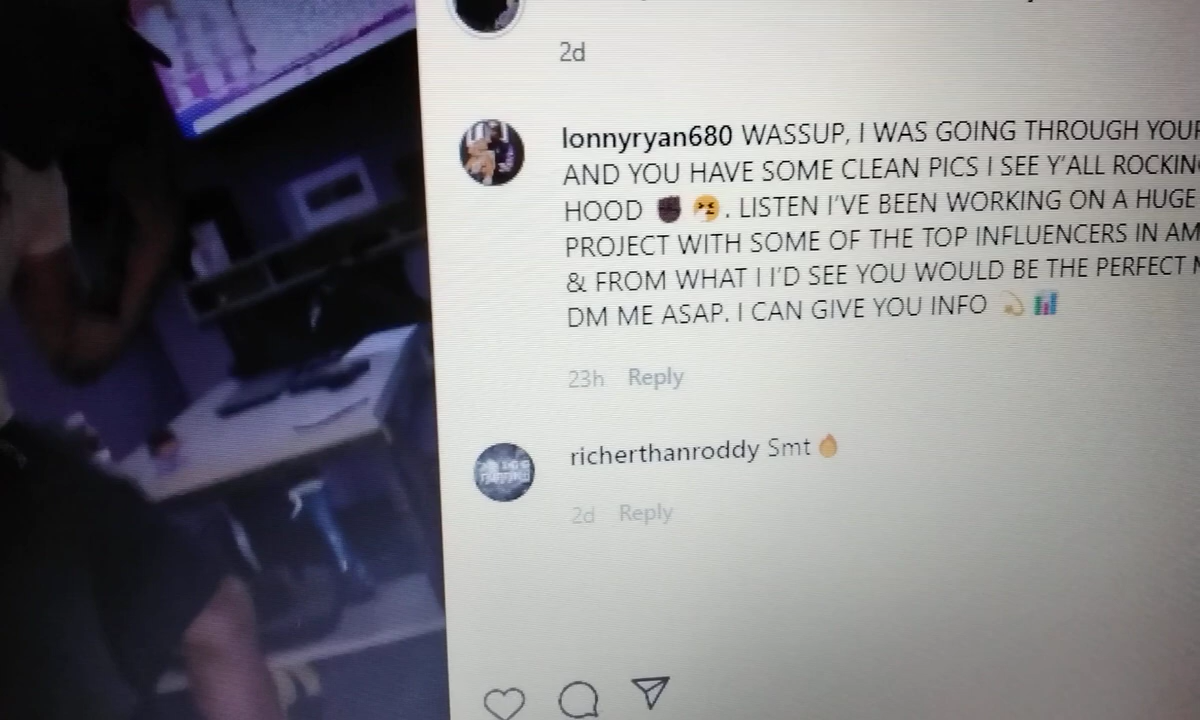 2d
lonnyryan680 WASSUP, I WAS GOING THROUGH YOUR
AND YOU HAVE SOME CLEAN PICS I SEE Y'ALL ROCKING
HOOD ✊🏿 🤧. LISTEN I'VE BEEN WORKING ON A HUGE
PROJECT WITH SOME OF THE TOP INFLUENCERS IN AM
& FROM WHAT I I'D SEE YOU WOULD BE THE PERFECT
DM ME ASAP. I CAN GIVE YOU INFO 💫 📊
23h Reply
richerthanroddy Smt 🔥
2d Reply